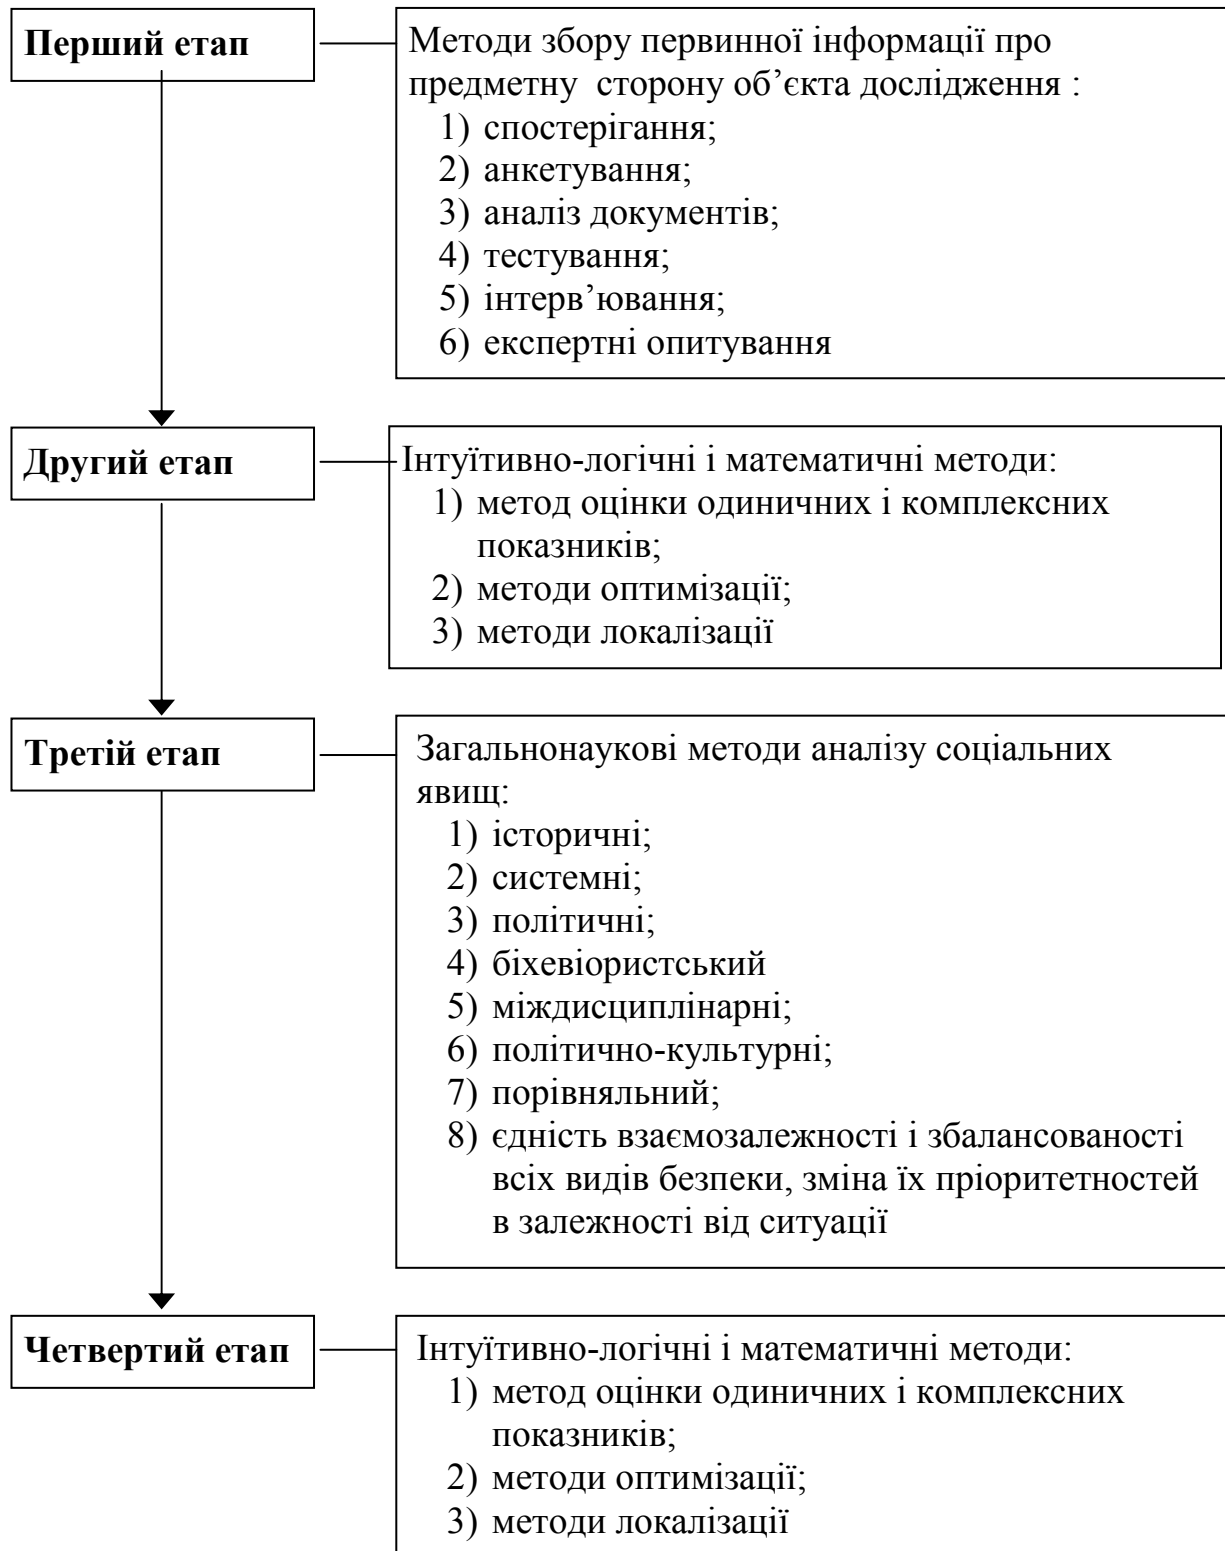 Перший етап
Методи збору первинної інформації про
предметну сторону об’єкта дослідження :
1) спостерігання;
2) анкетування;
3) аналіз документів;
4) тестування;
5) інтерв’ювання;
6) експертні опитування
Другий етап
Інтуїтивно-логічні і математичні методи:
1) метод оцінки одиничних і комплексних
показників;
2) методи оптимізації;
3) методи локалізації
Третій етап
Загальнонаукові методи аналізу соціальних
явищ:
1) історичні;
2) системні;
3) політичні;
4) біхевіористський
5) міждисциплінарні;
6) політично-культурні;
7) порівняльний;
8) єдність взаємозалежності і збалансованості
всіх видів безпеки, зміна їх пріоритетностей
в залежності від ситуації
Четвертий етап
Інтуїтивно-логічні і математичні методи:
1) метод оцінки одиничних і комплексних
показників;
2) методи оптимізації;
3) методи локалізації